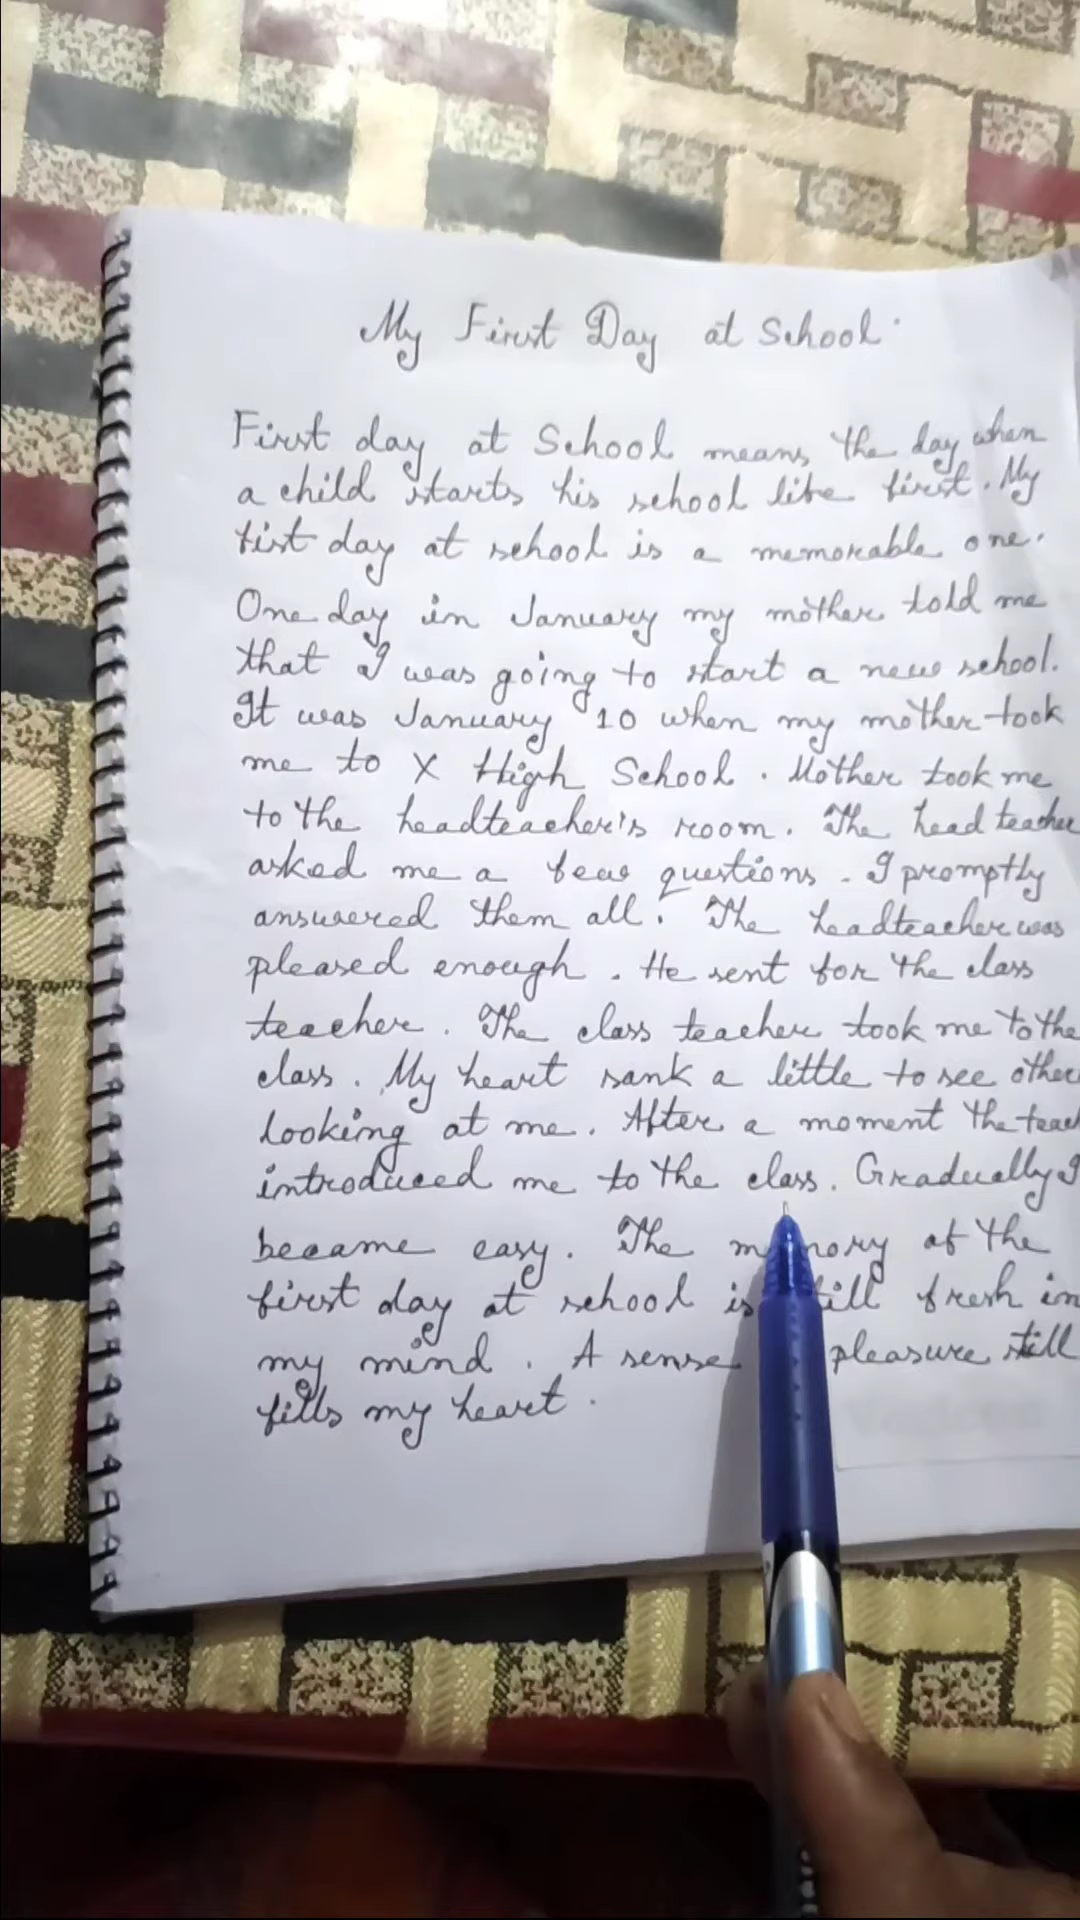 My First Day at School.
First day at School means the day when
a child starts his school life first. My
fist day at school is a memorable one.
One day in January my mother told me
that I was going to start a new school.
It was January 10 when my mother took
me to X High School. Mother took me
to the headteacher's room. The head teacher
asked me a few questions. I promptly
answered them all. The headteacher was
pleased enough. He sent for the class
teacher. The class teacher took me to the
class. My heart sank a little to see other
looking at me. After a moment the teac
introduced me to the class. Gradually I
became easy. The memory of the
first day at school is still fresh in
my mind. A sense pleasure still
fills my heart.